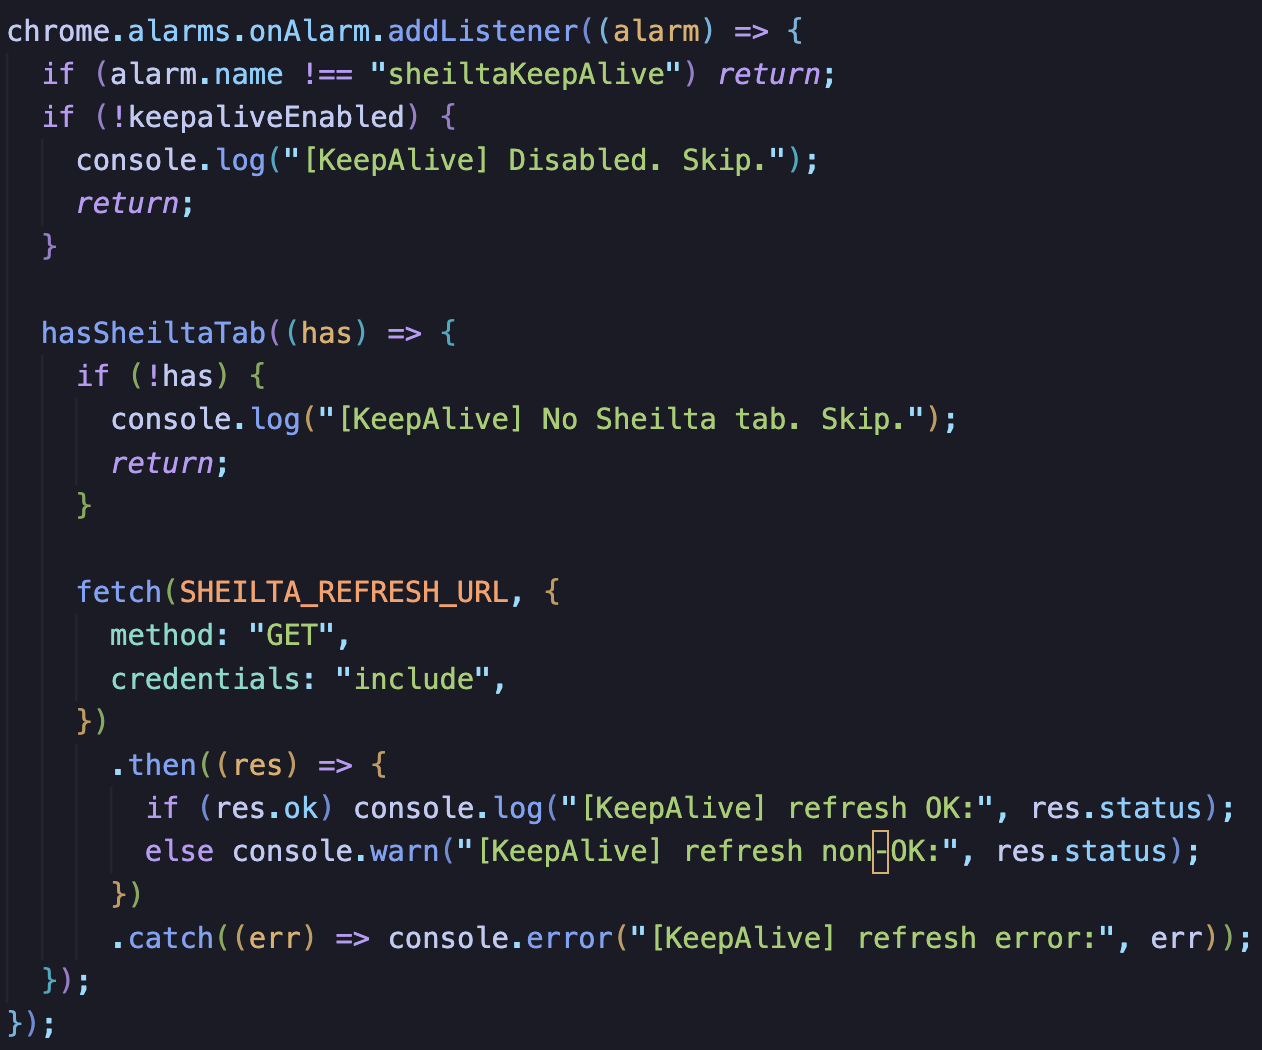 chrome.alarms.onAlarm.addListener((alarm) => {
  if (alarm.name !== "sheiltaKeepAlive") return;
  if (!keepaliveEnabled) {
    console.log("[KeepAlive] Disabled. Skip.");
    return;
  }

  hasSheiltaTab((has) => {
    if (!has) {
      console.log("[KeepAlive] No Sheilta tab. Skip.");
      return;
    }

    fetch(SHEILTA_REFRESH_URL, {
      method: "GET",
      credentials: "include",
    })
      .then((res) => {
        if (res.ok) console.log("[KeepAlive] refresh OK:", res.status);
        else console.warn("[KeepAlive] refresh non-OK:", res.status);
      })
      .catch((err) => console.error("[KeepAlive] refresh error:", err));
  });
});